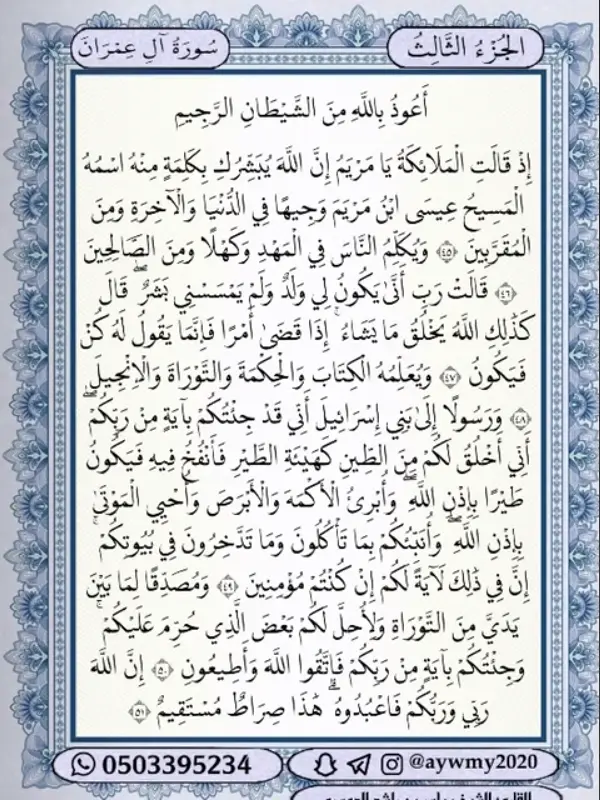 الجُزْءُ الثَّالِثُ
سُورَةُ آلِ عِمْرَانَ
أَعُوذُ بِاللَّهِ مِنَ الشَّيْطَانِ الرَّجِيمِ
إِذْ قَالَتِ الْمَلَائِكَةُ يَا مَرْيَمُ إِنَّ اللَّهَ يُبَشِّرُكِ بِكَلِمَةٍ مِنْهُ اسْمُهُ
الْمَسِيحُ عِيسَى ابْنُ مَرْيَمَ وَجِيهًا فِي الدُّنْيَا وَالْآخِرَةِ وَمِنَ
الْمُقَرَّبِينَ ﴿٤٥﴾ وَيُكَلِّمُ النَّاسَ فِي الْمَهْدِ وَكَهْلًا وَمِنَ الصَّالِحِينَ
﴿٤٦﴾ قَالَتْ رَبِّ أَنَّىٰ يَكُونُ لِي وَلَدٌ وَلَمْ يَمْسَسْنِي بَشَرٌ ۖ قَالَ
كَذَٰلِكِ اللَّهُ يَخْلُقُ مَا يَشَاءُ ۚ إِذَا قَضَىٰ أَمْرًا فَإِنَّمَا يَقُولُ لَهُ كُنْ
فَيَكُونُ ﴿٤٧﴾ وَيُعَلِّمُهُ الْكِتَابَ وَالْحِكْمَةَ وَالتَّوْرَاةَ وَالْإِنْجِيلَ
﴿٤٨﴾ وَرَسُولًا إِلَىٰ بَنِي إِسْرَائِيلَ أَنِّي قَدْ جِئْتُكُمْ بِآيَةٍ مِنْ رَبِّكُمْ ۖ
أَنِّي أَخْلُقُ لَكُمْ مِنَ الطِّينِ كَهَيْئَةِ الطَّيْرِ فَأَنْفُخُ فِيهِ فَيَكُونُ
طَيْرًا بِإِذْنِ اللَّهِ ۖ وَأُبْرِئُ الْأَكْمَهَ وَالْأَبْرَصَ وَأُحْيِي الْمَوْتَىٰ
بِإِذْنِ اللَّهِ ۖ وَأُنَبِّئُكُمْ بِمَا تَأْكُلُونَ وَمَا تَدَّخِرُونَ فِي بُيُوتِكُمْ ۚ
إِنَّ فِي ذَٰلِكَ لَآيَةً لَكُمْ إِنْ كُنْتُمْ مُؤْمِنِينَ ﴿٤٩﴾ وَمُصَدِّقًا لِمَا بَيْنَ
يَدَيَّ مِنَ التَّوْرَاةِ وَلِأُحِلَّ لَكُمْ بَعْضَ الَّذِي حُرِّمَ عَلَيْكُمْ ۚ
وَجِئْتُكُمْ بِآيَةٍ مِنْ رَبِّكُمْ فَاتَّقُوا اللَّهَ وَأَطِيعُونِ ﴿٥٠﴾ إِنَّ اللَّهَ
رَبِّي وَرَبُّكُمْ فَاعْبُدُوهُ ۗ هَٰذَا صِرَاطٌ مُسْتَقِيمٌ ﴿٥١﴾
@aywmy2020
0503395234